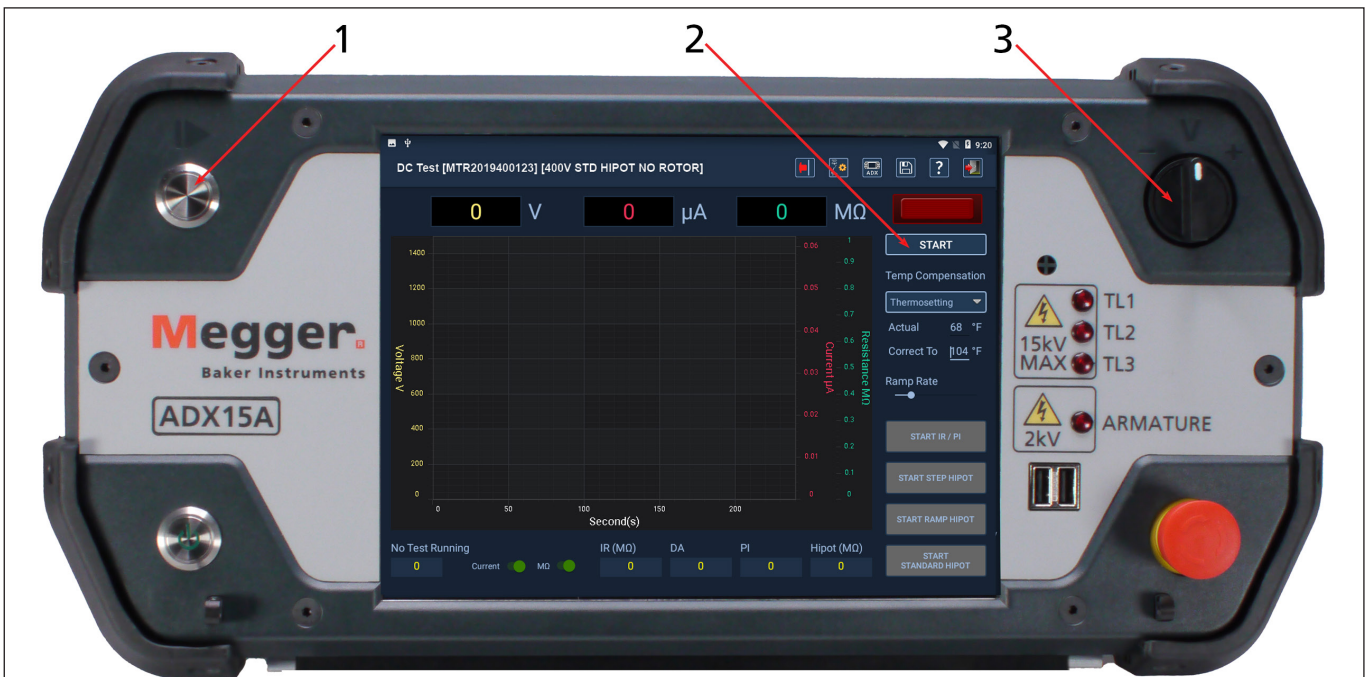 1
2
3
V
- +
9:20
DC Test [MTR2019400123] [400V STD HIPOT NO ROTOR]
ADX
?
0 V
0 µA
0 MΩ
START
Temp Compensation
Thermosetting
Actual 68 °F
Correct To 104 °F
Ramp Rate
START IR / PI
START STEP HIPOT
START RAMP HIPOT
START
STANDARD HIPOT
Voltage V
1400
1200
1000
800
600
400
200
0
0 50 100 150 200
Second(s)
0.06
0.05
0.04
0.03
0.02
0.01
0
Current µA
1
0.9
0.8
0.7
0.6
0.5
0.4
0.3
0.2
0.1
0
Resistance MΩ
No Test Running
0
Current
MΩ
IR (MΩ) DA PI Hipot (MΩ)
0 0 0 0
Megger
R
Baker Instruments
ADX15A
15kV
MAX
TL1
TL2
TL3
2kV
ARMATURE